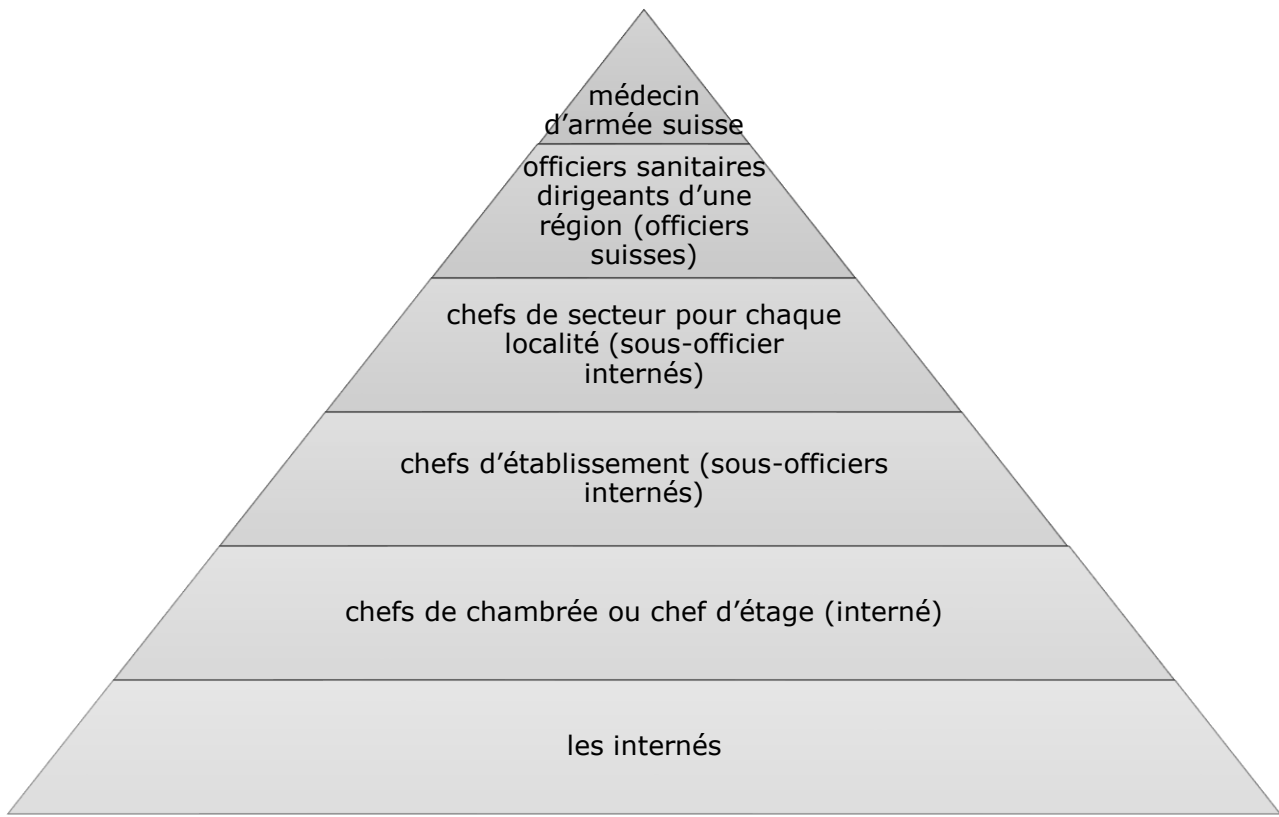 médecin
d’armée suisse
officiers sanitaires
dirigeants d’une
région (officiers
suisses)
chefs de secteur pour chaque
localité (sous-officier
internés)
chefs d’établissement (sous-officiers
internés)
chefs de chambrée ou chef d’étage (interné)
les internés